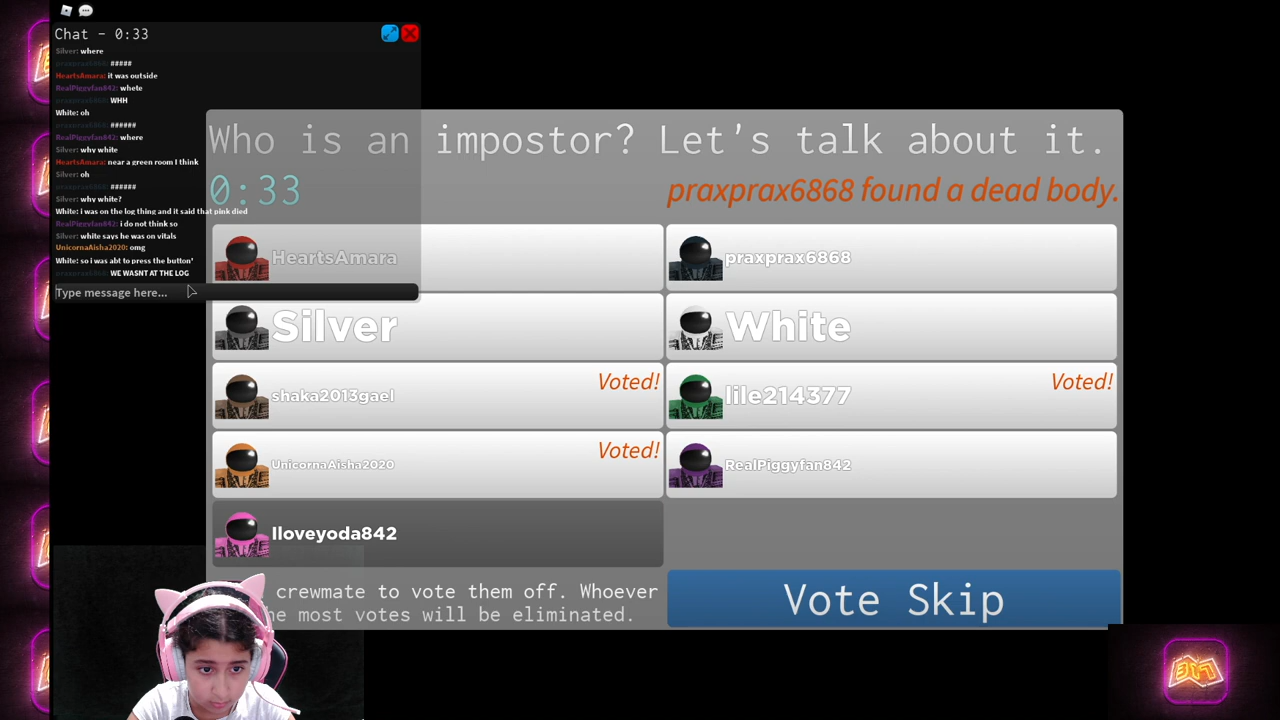 Chat - 0:33
Silver: where
praxprax6868: #####
HeartsAmara: it was outside
RealPiggyfan842: whete
praxprax6868: WHH
White: oh
praxprax6868: ######
RealPiggyfan842: where
Silver: why white
HeartsAmara: near a green room I think
Silver: oh
praxprax6868: ######
Silver: why white?
White: i was on the log thing and it said that pink died
RealPiggyfan842: i do not think so
Silver: white says he was on vitals
UnicornaAisha2020: omg
White: so i was abt to press the button'
praxprax6868: WE WASNT AT THE LOG
Type message here...
Who is an impostor? Let's talk about it.
0:33
praxprax6868 found a dead body.
HeartsAmara
praxprax6868
Silver
White
shaka2013gael
Voted!
lile214377
Voted!
UnicornaAisha2020
Voted!
RealPiggyfan842
Iloveyoda842
crewmate to vote them off. Whoever
most votes will be eliminated.
Vote Skip